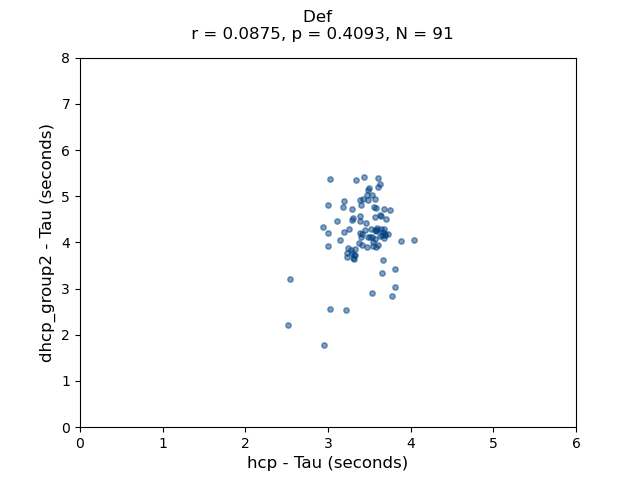 Def
r = 0.0875, p = 0.4093, N = 91
8
7
6
5
4
3
2
1
0
dhcp_group2 - Tau (seconds)
0 1 2 3 4 5 6
hcp - Tau (seconds)